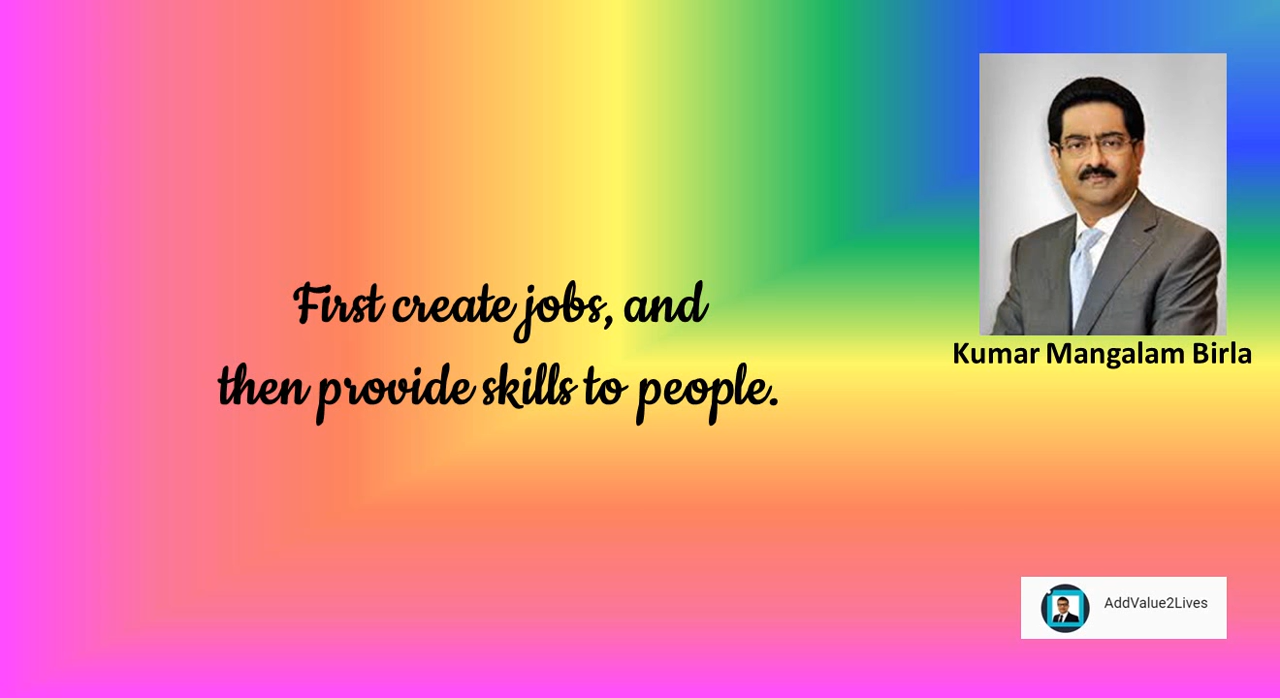 First create jobs, and
then provide skills to people.
Kumar Mangalam Birla
AddValue2Lives